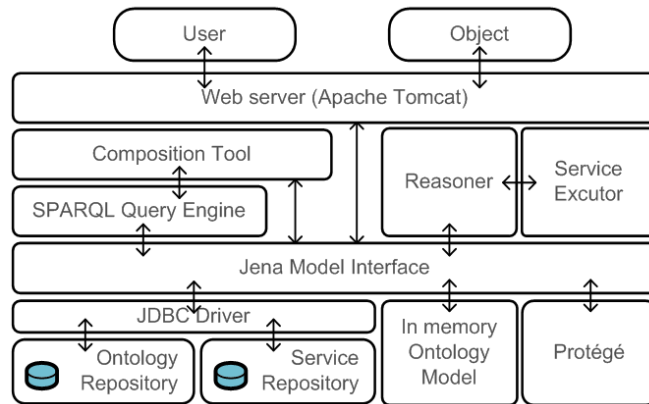 User
Object
Web server (Apache Tomcat)
Composition Tool
Reasoner
Service
Excutor
SPARQL Query Engine
Jena Model Interface
JDBC Driver
Ontology
Repository
Service
Repository
In memory
Ontology
Model
Protégé